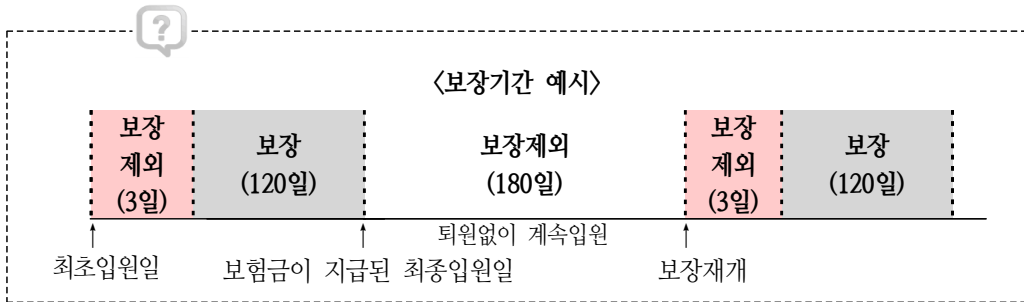 ?
〈보장기간 예시〉
보장
제외
(3일)
보장
(120일)
보장제외
(180일)
보장
제외
(3일)
보장
(120일)
퇴원없이 계속입원
최초입원일
보험금이 지급된 최종입원일
보장재개